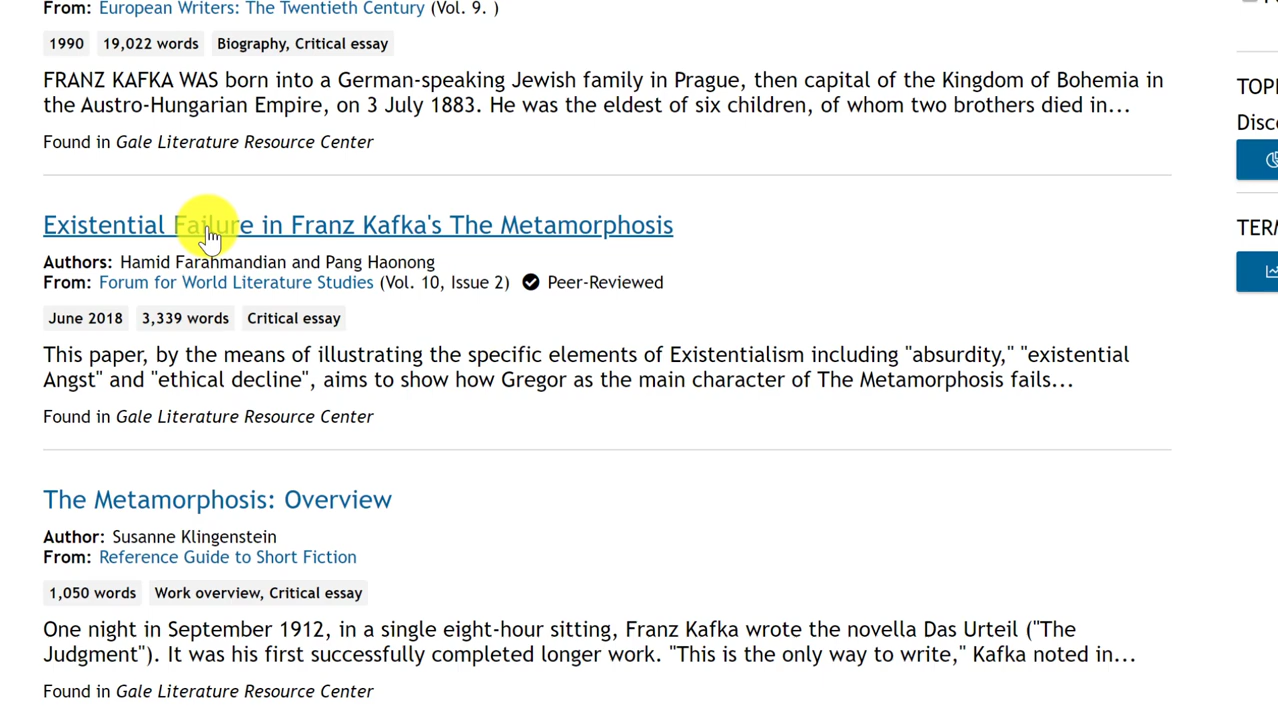 From: European Writers: The Twentieth Century (Vol. 9. )
1990 19,022 words Biography, Critical essay
FRANZ KAFKA WAS born into a German-speaking Jewish family in Prague, then capital of the Kingdom of Bohemia in
the Austro-Hungarian Empire, on 3 July 1883. He was the eldest of six children, of whom two brothers died in...
Found in Gale Literature Resource Center
Existential Failure in Franz Kafka's The Metamorphosis
Authors: Hamid Farahmandian and Pang Haonong
From: Forum for World Literature Studies (Vol. 10, Issue 2) Peer-Reviewed
June 2018 3,339 words Critical essay
This paper, by the means of illustrating the specific elements of Existentialism including "absurdity," "existential
Angst" and "ethical decline", aims to show how Gregor as the main character of The Metamorphosis fails...
Found in Gale Literature Resource Center
The Metamorphosis: Overview
Author: Susanne Klingenstein
From: Reference Guide to Short Fiction
1,050 words Work overview, Critical essay
One night in September 1912, in a single eight-hour sitting, Franz Kafka wrote the novella Das Urteil ("The
Judgment"). It was his first successfully completed longer work. "This is the only way to write," Kafka noted in...
Found in Gale Literature Resource Center
TOPI
Disco
TERM